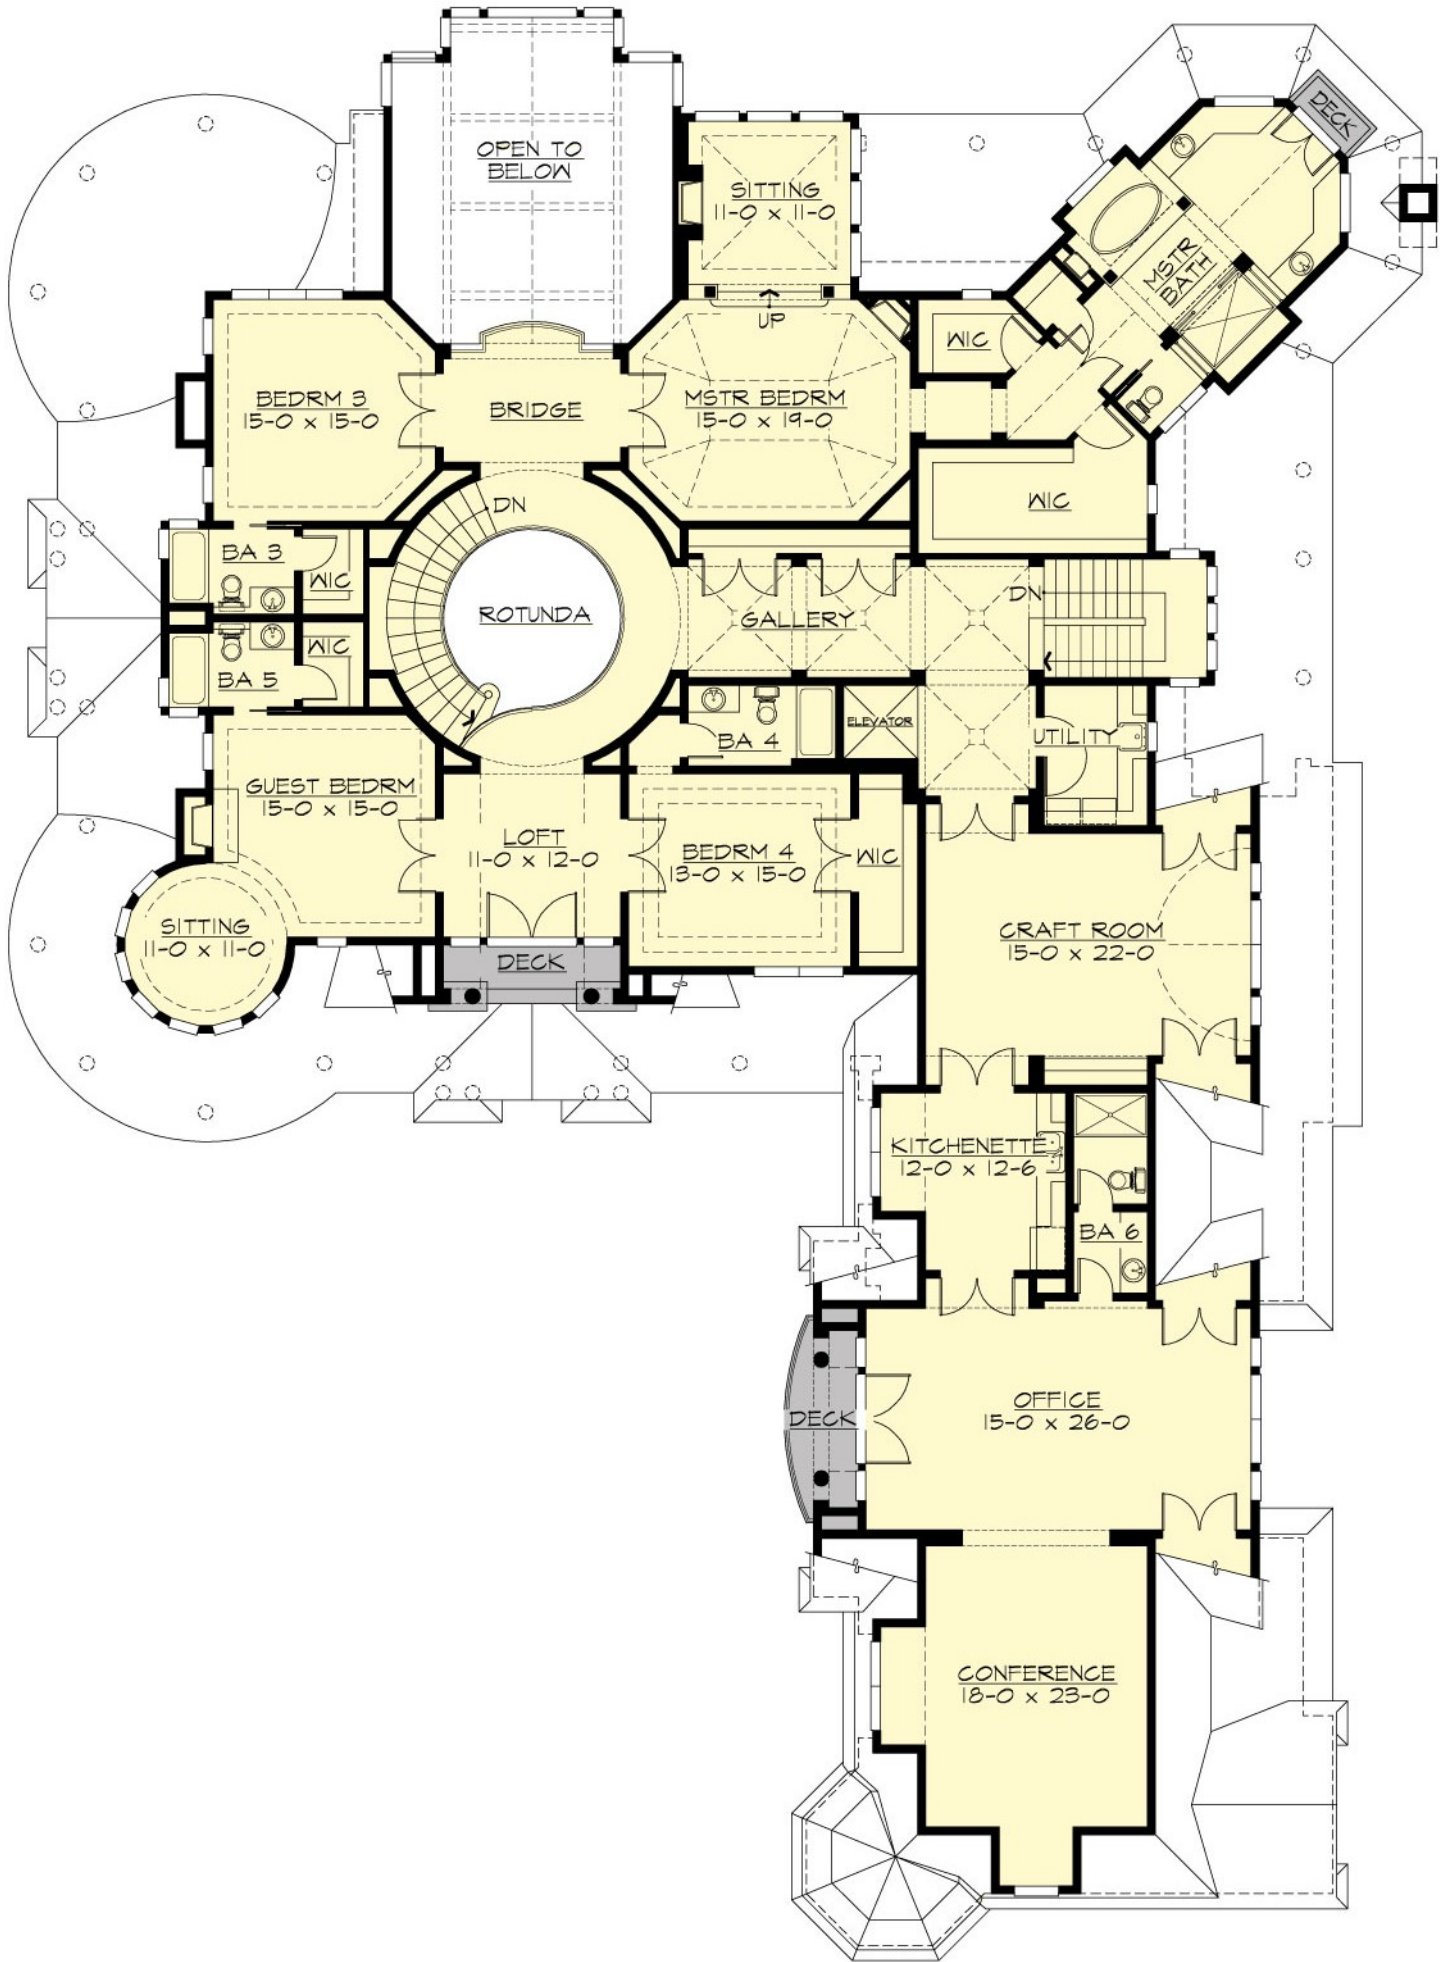 OPEN TO
BELOW
SITTING
11-0 x 11-0
DECK
MSTR
BATH
UP
WIC
BEDRM 3
15-0 x 15-0
BRIDGE
MSTR BEDRM
15-0 x 19-0
WIC
DN
BA 3
WIC
ROTUNDA
GALLERY
DN
WIC
BA 5
BA 4
ELEVATOR
UTILITY
GUEST BEDRM
15-0 x 15-0
LOFT
11-0 x 12-0
BEDRM 4
13-0 x 15-0
WIC
SITTING
11-0 x 11-0
DECK
CRAFT ROOM
15-0 x 22-0
KITCHENETTE
12-0 x 12-6
BA 6
OFFICE
15-0 x 26-0
DECK
CONFERENCE
18-0 x 23-0